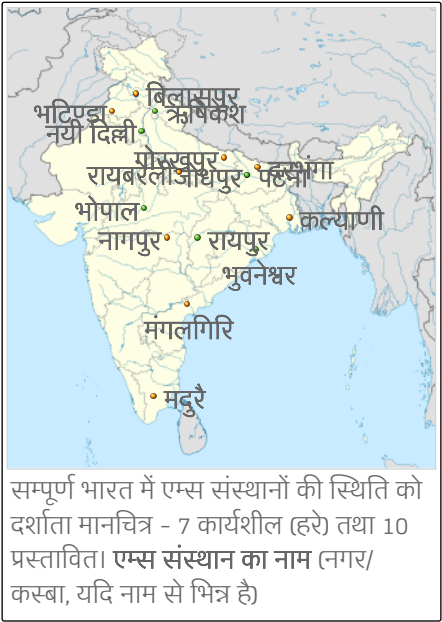 बिलासपुर
भटिण्डा ऋषिकेश
नयी दिल्ली
गोरखपुर दरभंगा
रायबरेली जोधपुर पटना
भोपाल कल्याणी
नागपुर रायपुर
भुवनेश्वर
मंगलगिरि
मदुरै
सम्पूर्ण भारत में एम्स संस्थानों की स्थिति को
दर्शाता मानचित्र - 7 कार्यशील (हरे) तथा 10
प्रस्तावित। एम्स संस्थान का नाम (नगर/
कस्बा, यदि नाम से भिन्न है)